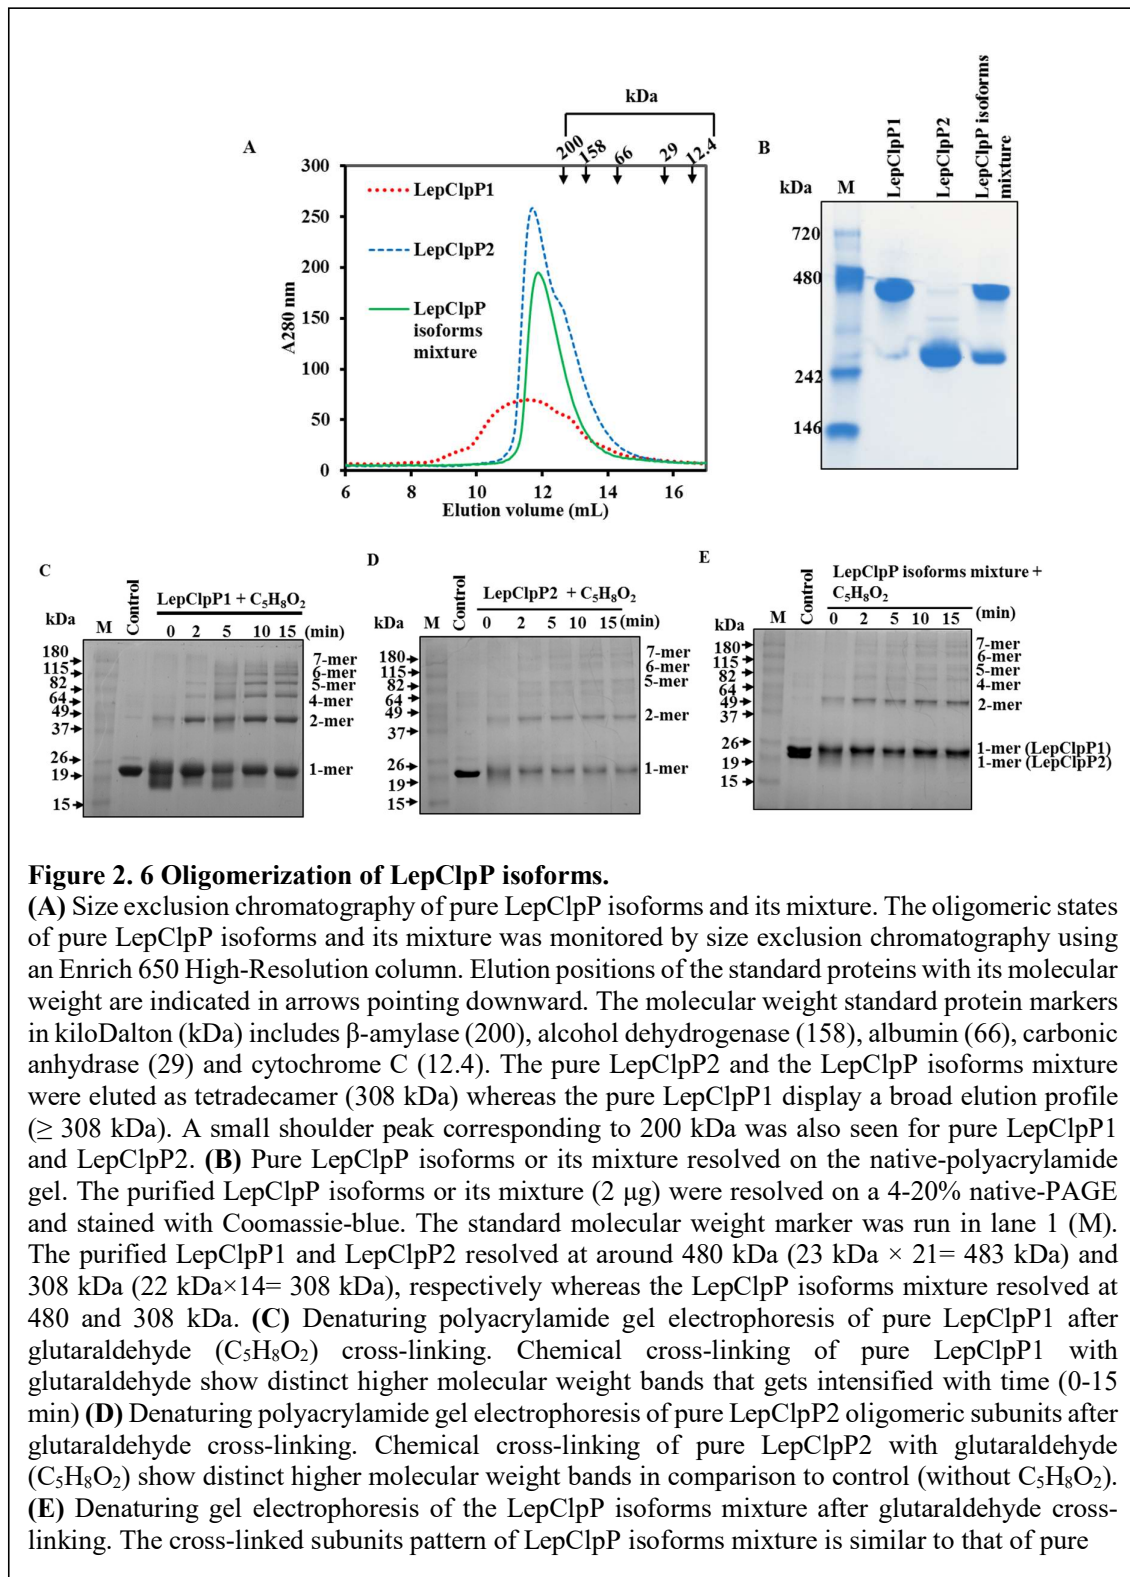 kDa
A
200 158 66 29 12.4
300
250
200
150
100
50
0
A280 nm
LepClpP1
LepClpP2
LepClpP
isoforms
mixture
6 8 10 12 14 16
Elution volume (mL)
B
kDa M LepClpP1 LepClpP2 LepClpP isoforms mixture
720
480
242
146
C
kDa M Control LepClpP1 + C₅H₈O₂
0 2 5 10 15 (min)
180
115
82
64
49
37
26
19
15
7-mer
6-mer
5-mer
4-mer
2-mer
1-mer
D
kDa M Control LepClpP2 + C₅H₈O₂
0 2 5 10 15 (min)
180
115
82
64
49
37
26
19
15
7-mer
6-mer
5-mer
2-mer
1-mer
E
kDa M Control LepClpP isoforms mixture +
C₅H₈O₂
0 2 5 10 15 (min)
180
115
82
64
49
37
26
19
15
7-mer
6-mer
5-mer
4-mer
2-mer
1-mer (LepClpP1)
1-mer (LepClpP2)
Figure 2. 6 Oligomerization of LepClpP isoforms.
(A) Size exclusion chromatography of pure LepClpP isoforms and its mixture. The oligomeric states
of pure LepClpP isoforms and its mixture was monitored by size exclusion chromatography using
an Enrich 650 High-Resolution column. Elution positions of the standard proteins with its molecular
weight are indicated in arrows pointing downward. The molecular weight standard protein markers
in kiloDalton (kDa) includes β-amylase (200), alcohol dehydrogenase (158), albumin (66), carbonic
anhydrase (29) and cytochrome C (12.4). The pure LepClpP2 and the LepClpP isoforms mixture
were eluted as tetradecamer (308 kDa) whereas the pure LepClpP1 display a broad elution profile
(≥ 308 kDa). A small shoulder peak corresponding to 200 kDa was also seen for pure LepClpP1
and LepClpP2. (B) Pure LepClpP isoforms or its mixture resolved on the native-polyacrylamide
gel. The purified LepClpP isoforms or its mixture (2 μg) were resolved on a 4-20% native-PAGE
and stained with Coomassie-blue. The standard molecular weight marker was run in lane 1 (M).
The purified LepClpP1 and LepClpP2 resolved at around 480 kDa (23 kDa × 21= 483 kDa) and
308 kDa (22 kDa×14= 308 kDa), respectively whereas the LepClpP isoforms mixture resolved at
480 and 308 kDa. (C) Denaturing polyacrylamide gel electrophoresis of pure LepClpP1 after
glutaraldehyde (C₅H₈O₂) cross-linking. Chemical cross-linking of pure LepClpP1 with
glutaraldehyde show distinct higher molecular weight bands that gets intensified with time (0-15
min) (D) Denaturing polyacrylamide gel electrophoresis of pure LepClpP2 oligomeric subunits after
glutaraldehyde cross-linking. Chemical cross-linking of pure LepClpP2 with glutaraldehyde
(C₅H₈O₂) show distinct higher molecular weight bands in comparison to control (without C₅H₈O₂).
(E) Denaturing gel electrophoresis of the LepClpP isoforms mixture after glutaraldehyde cross-
linking. The cross-linked subunits pattern of LepClpP isoforms mixture is similar to that of pure